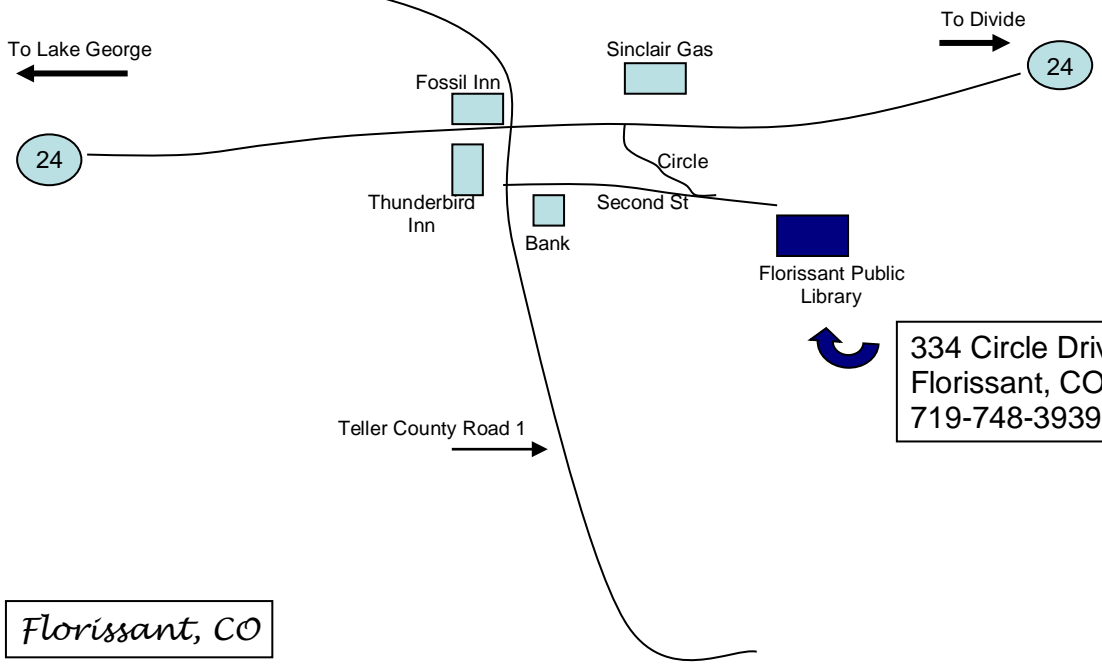 To Divide
To Lake George
Sinclair Gas
24
Fossil Inn
24
Circle
Thunderbird
Inn
Second St
Bank
Florissant Public
Library
334 Circle Driv
Florissant, CO
719-748-3939
Teller County Road 1
Florissant, CO